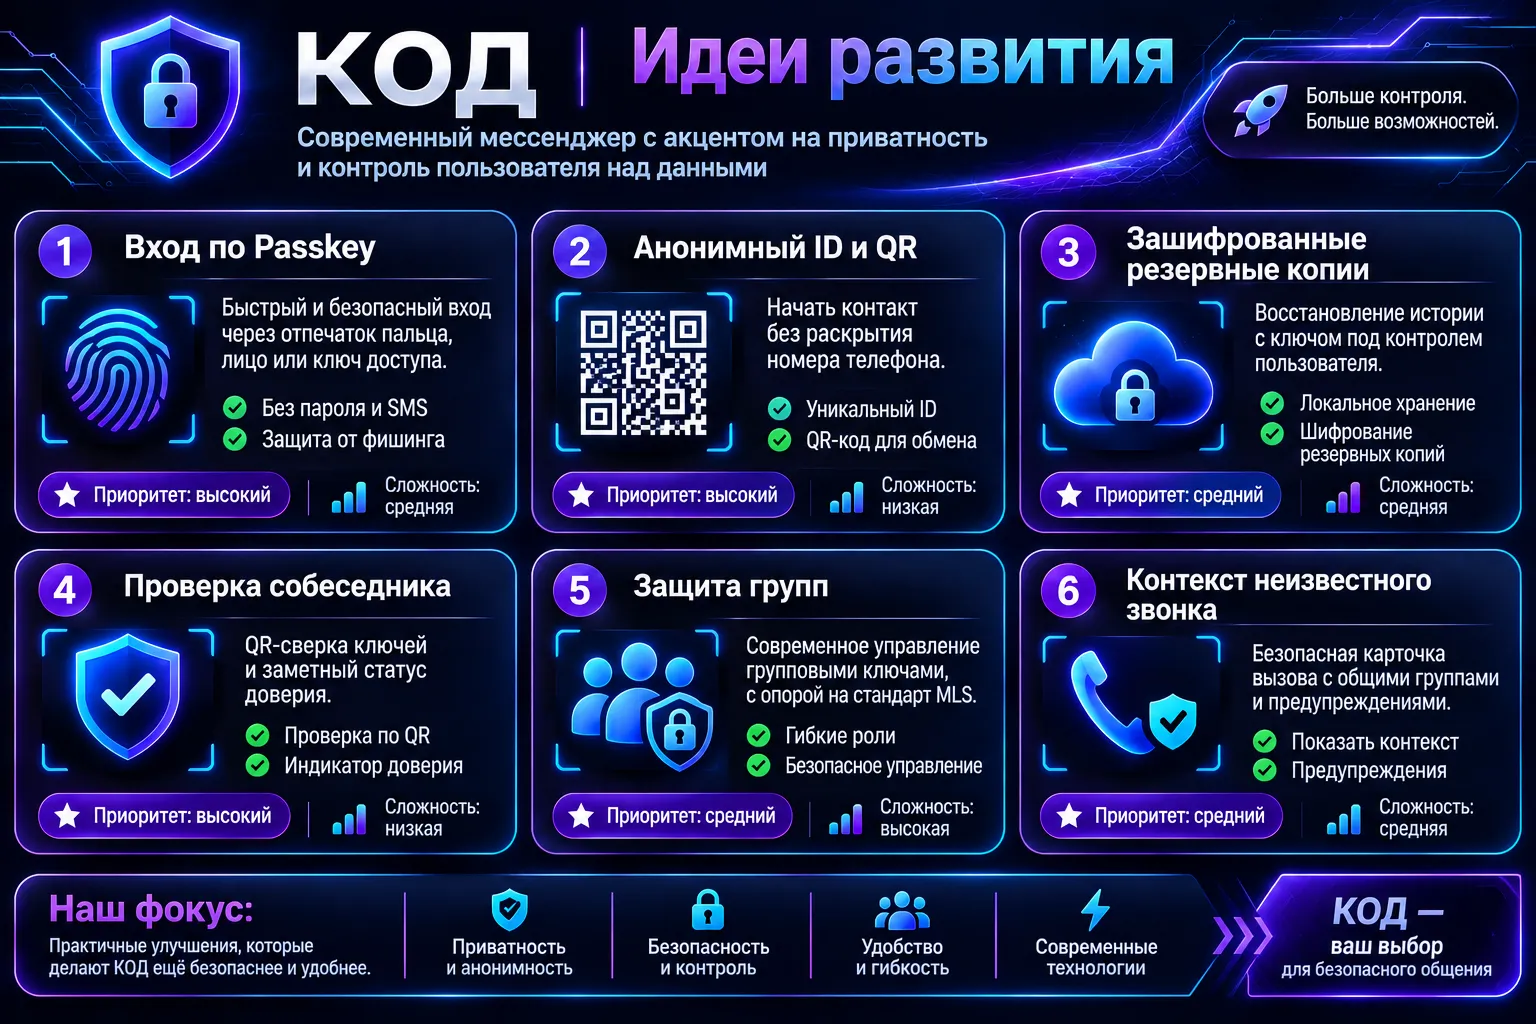 КОД
Идеи развития
Современный мессенджер с акцентом на приватность
и контроль пользователя над данными
Больше контроля.
Больше возможностей.
1
Вход по Passkey
Быстрый и безопасный вход
через отпечаток пальца,
лицо или ключ доступа.
Без пароля и SMS
Защита от фишинга
Приоритет: высокий
Сложность:
средняя
2
Анонимный ID и QR
Начать контакт
без раскрытия
номера телефона.
Уникальный ID
QR-код для обмена
Приоритет: высокий
Сложность:
низкая
3
Зашифрованные
резервные копии
Восстановление истории
с ключом под контролем
пользователя.
Локальное хранение
Шифрование
резервных копий
Приоритет: средний
Сложность:
средняя
4
Проверка собеседника
QR-сверка ключей
и заметный статус
доверия.
Проверка по QR
Индикатор доверия
Приоритет: высокий
Сложность:
низкая
5
Защита групп
Современное управление
групповыми ключами,
с опорой на стандарт MLS.
Гибкие роли
Безопасное управление
Приоритет: средний
Сложность:
высокая
6
Контекст неизвестного
звонка
Безопасная карточка
вызова с общими группами
и предупреждениями.
Показать контекст
Предупреждения
Приоритет: средний
Сложность:
средняя
Наш фокус:
Практичные улучшения, которые
делают КОД ещё безопаснее и удобнее.
Приватность
и анонимность
Безопасность
и контроль
Удобство
и гибкость
Современные
технологии
КОД —
ваш выбор
для безопасного общения